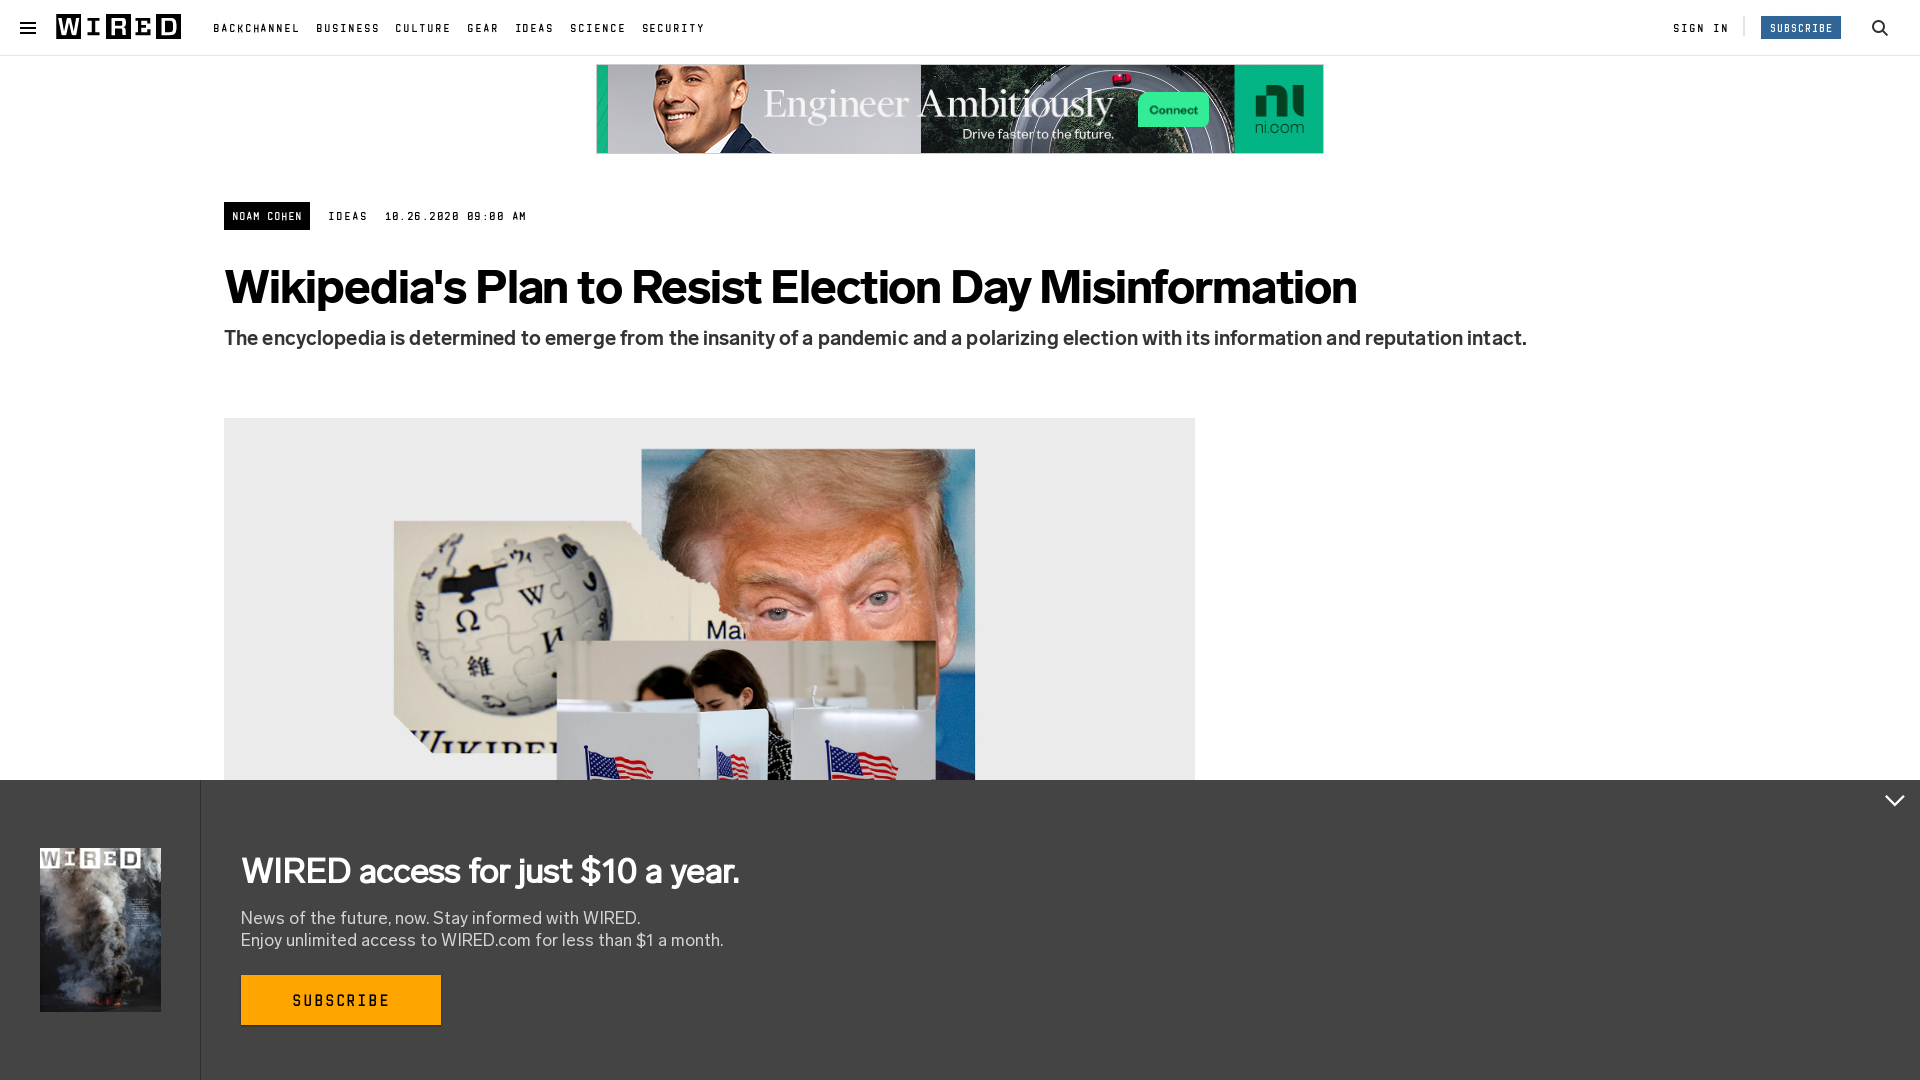 WIRED
BACKCHANNEL BUSINESS CULTURE GEAR IDEAS SCIENCE SECURITY
SIGN IN
SUBSCRIBE
Engineer Ambitiously.
Drive faster to the future.
Connect
ni
ni.com
NOAM COHEN IDEAS 10.26.2020 09:00 AM
Wikipedia's Plan to Resist Election Day Misinformation
The encyclopedia is determined to emerge from the insanity of a pandemic and a polarizing election with its information and reputation intact.
Ω W И 維
Mai
WIKIPE
WIRED
WIRED access for just $10 a year.
News of the future, now. Stay informed with WIRED.
Enjoy unlimited access to WIRED.com for less than $1 a month.
SUBSCRIBE